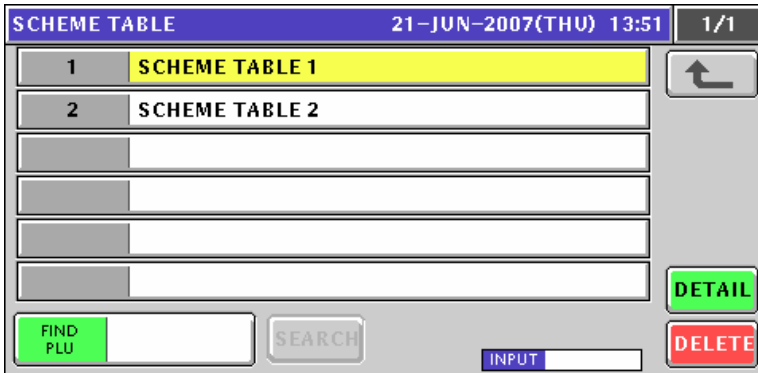 SCHEME TABLE 21-JUN-2007(THU) 13:51 1/1
1 SCHEME TABLE 1
2 SCHEME TABLE 2
DETAIL
FIND
PLU
SEARCH
DELETE
INPUT